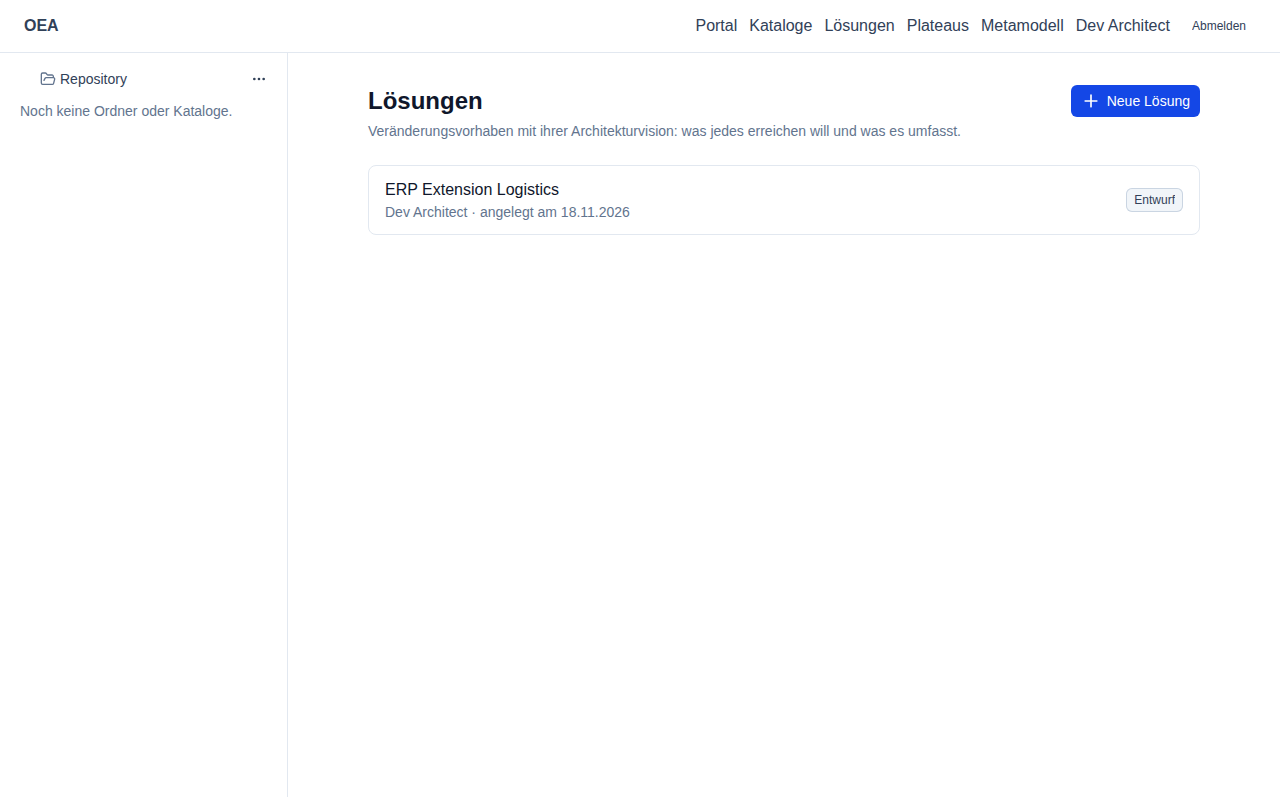 OEA
Portal Kataloge Lösungen Plateaus Metamodell Dev Architect Abmelden
Repository
Noch keine Ordner oder Kataloge.
Lösungen
Neue Lösung
Veränderungsvorhaben mit ihrer Architekturvision: was jedes erreichen will und was es umfasst.
ERP Extension Logistics
Dev Architect · angelegt am 18.11.2026
Entwurf